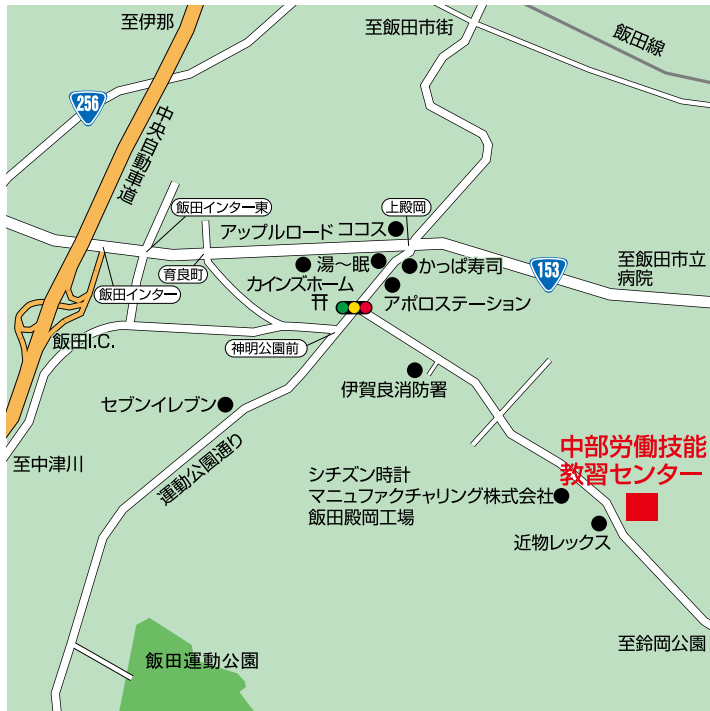 至伊那
至飯田市街
飯田線
256
中央自動車道
飯田インター東
上殿岡
アップルロード
ココス
湯～眠
かっぱ寿司
至飯田市立
病院
153
育良町
カインズホーム
飯田インター
アポロステーション
飯田I.C.
神明公園前
伊賀良消防署
セブンイレブン
運動公園通り
至中津川
中部労働技能
教習センター
シチズン時計
マニュファクチャリング株式会社
飯田殿岡工場
近物レックス
至鈴岡公園
飯田運動公園